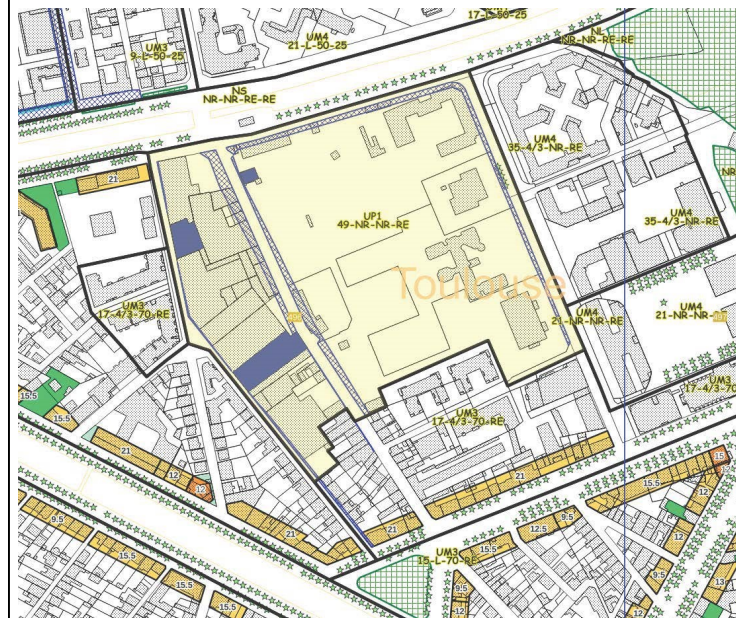 17-L-50-25
UM3
9-L-50-25
UM4
21-L-50-25
NL
NR-NR-RE-RE
NS
NR-NR-RE-RE
UM4
35-4/3-NR-RE
21
UP1
49-NR-NR-RE
NR
UM4
35-4/3-NR-RE
Toulouse
UM3
17-4/3-70-RE
UM4
21-NR-NR-RE
UM4
21-NR-NR-
15.5
15.5
UM3
17-4/3-70-RE
UM3
17-4/3-70
21
12
12
21
15
15.5
12
21
21
9.5
12.5
9.5
15.5
UM3
15-L-70-RE
15.5
15.5
9.5
12
13
12